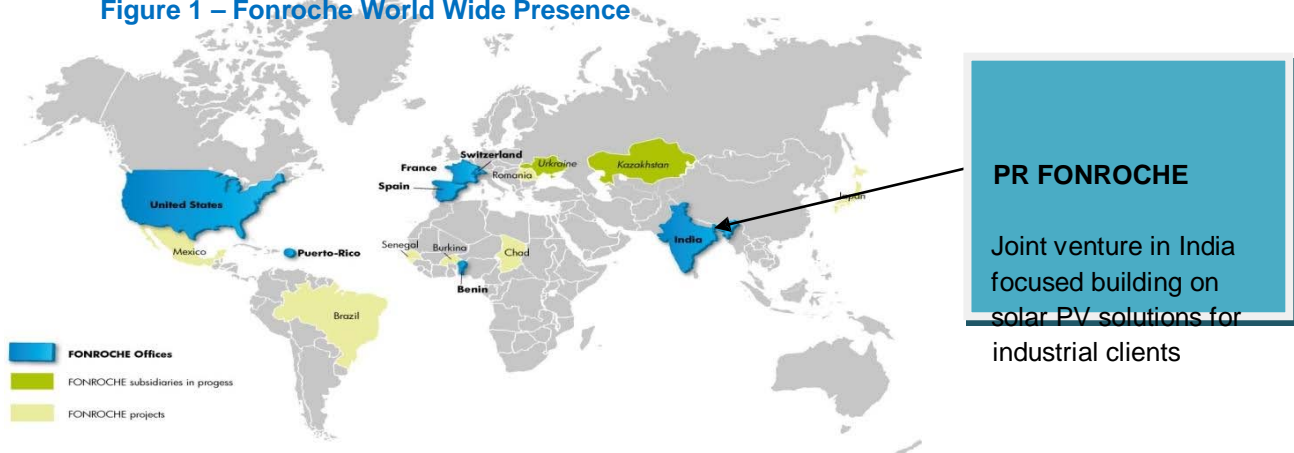 Figure 1 – Fonroche World Wide Presence
PR FONROCHE
Joint venture in India
focused building on
solar PV solutions for
industrial clients
United States
Mexico
Puerto-Rico
Brazil
France
Switzerland
Spain
Romania
Urkraine
Kazakhstan
Japan
India
Senegal
Burkina
Chad
Benin
FONROCHE Offices
FONROCHE subsidiaries in progess
FONROCHE projects